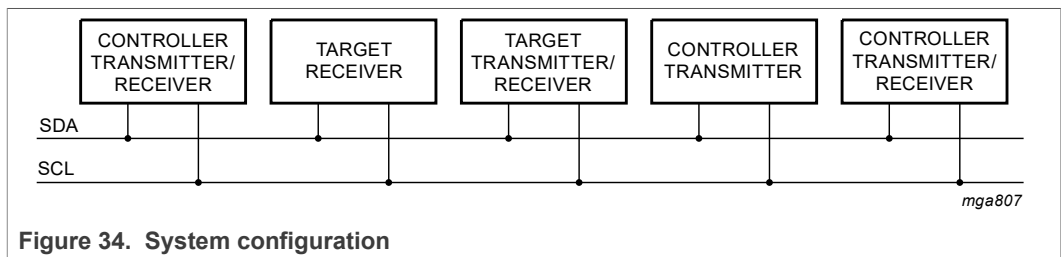 CONTROLLER
TRANSMITTER/
RECEIVER
TARGET
RECEIVER
TARGET
TRANSMITTER/
RECEIVER
CONTROLLER
TRANSMITTER
CONTROLLER
TRANSMITTER/
RECEIVER
SDA
SCL
mga807
Figure 34. System configuration